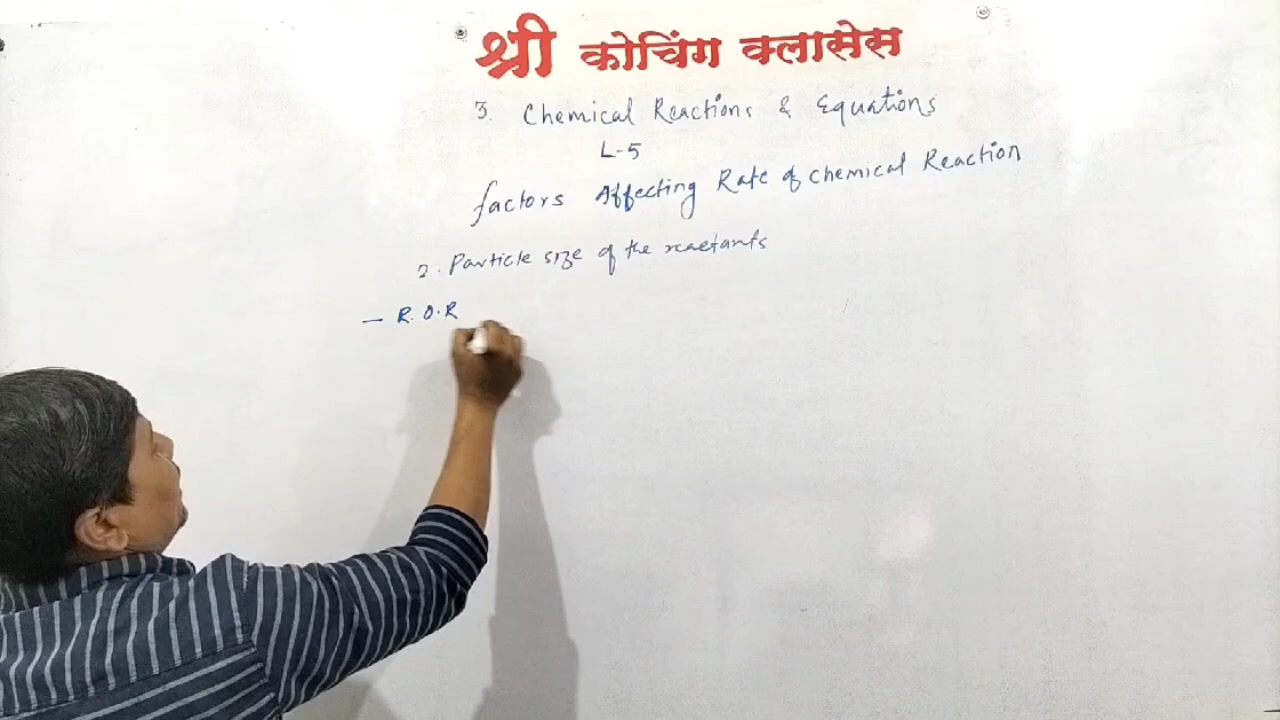 श्री कोचिंग क्लासेस
3. Chemical Reactions & Equations
L-5
factors Affecting Rate of chemical Reaction
2. Particle size of the reactants
— R.O.R